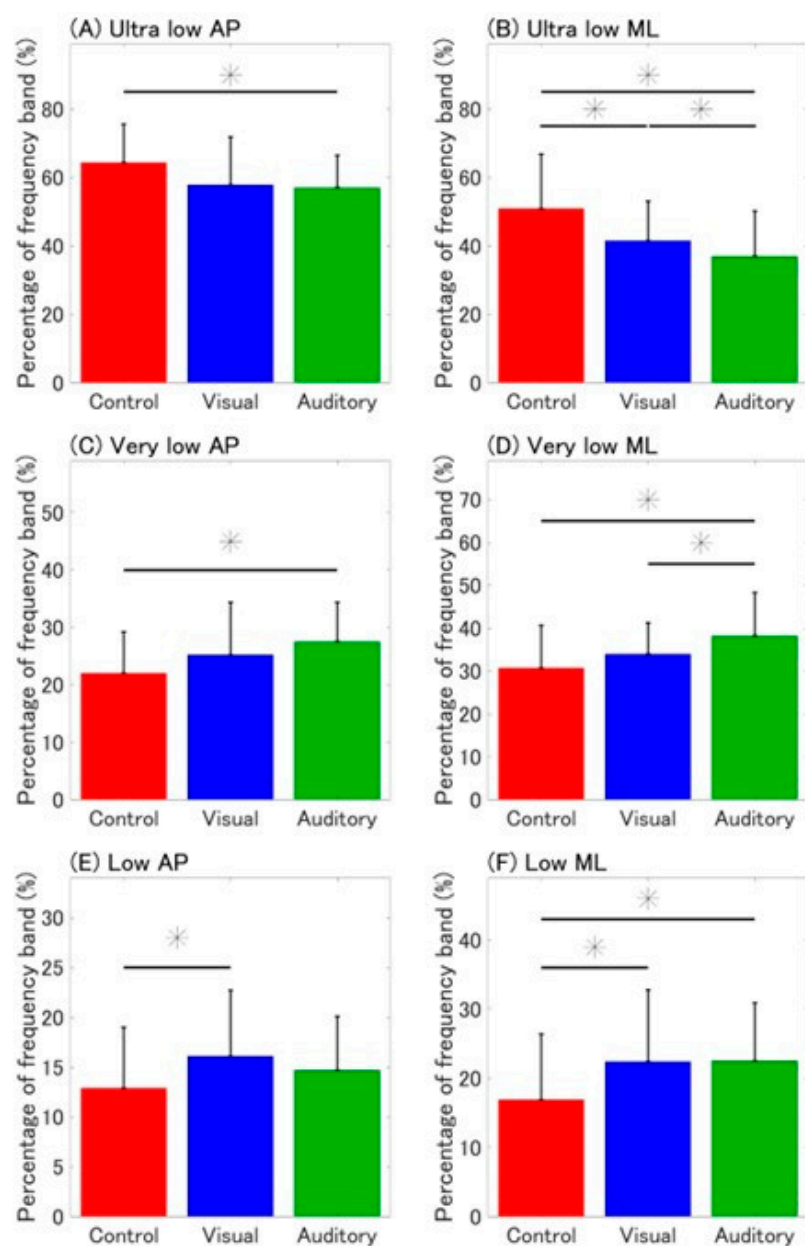 (A) Ultra low AP
Percentage of frequency band (%)
80
60
40
20
0
Control Visual Auditory
(B) Ultra low ML
Percentage of frequency band (%)
80
60
40
20
0
Control Visual Auditory
(C) Very low AP
Percentage of frequency band (%)
50
40
30
20
10
0
Control Visual Auditory
(D) Very low ML
Percentage of frequency band (%)
70
60
50
40
30
20
10
0
Control Visual Auditory
(E) Low AP
Percentage of frequency band (%)
30
25
20
15
10
5
0
Control Visual Auditory
(F) Low ML
Percentage of frequency band (%)
40
30
20
10
0
Control Visual Auditory